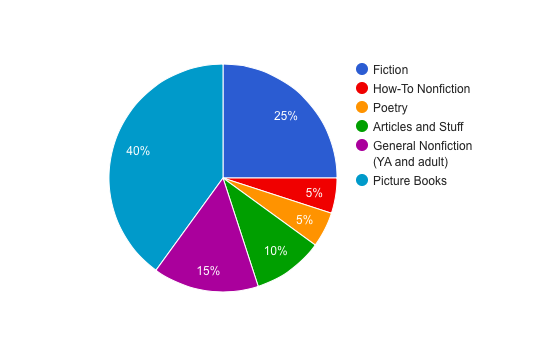 25%
5%
5%
10%
15%
40%
Fiction
How-To Nonfiction
Poetry
Articles and Stuff
General Nonfiction
(YA and adult)
Picture Books